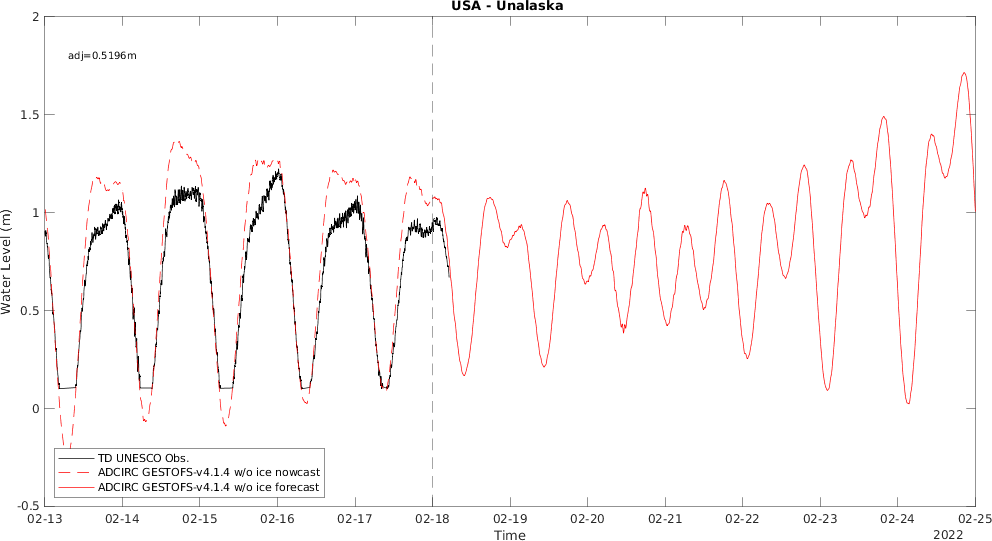 USA - Unalaska
adj=0.5196m
2
1.5
1
0.5
0
-0.5
Water Level (m)
TD UNESCO Obs.
ADCIRC GESTOFS-v4.1.4 w/o ice nowcast
ADCIRC GESTOFS-v4.1.4 w/o ice forecast
02-13 02-14 02-15 02-16 02-17 02-18 02-19 02-20 02-21 02-22 02-23 02-24 02-25
Time
2022